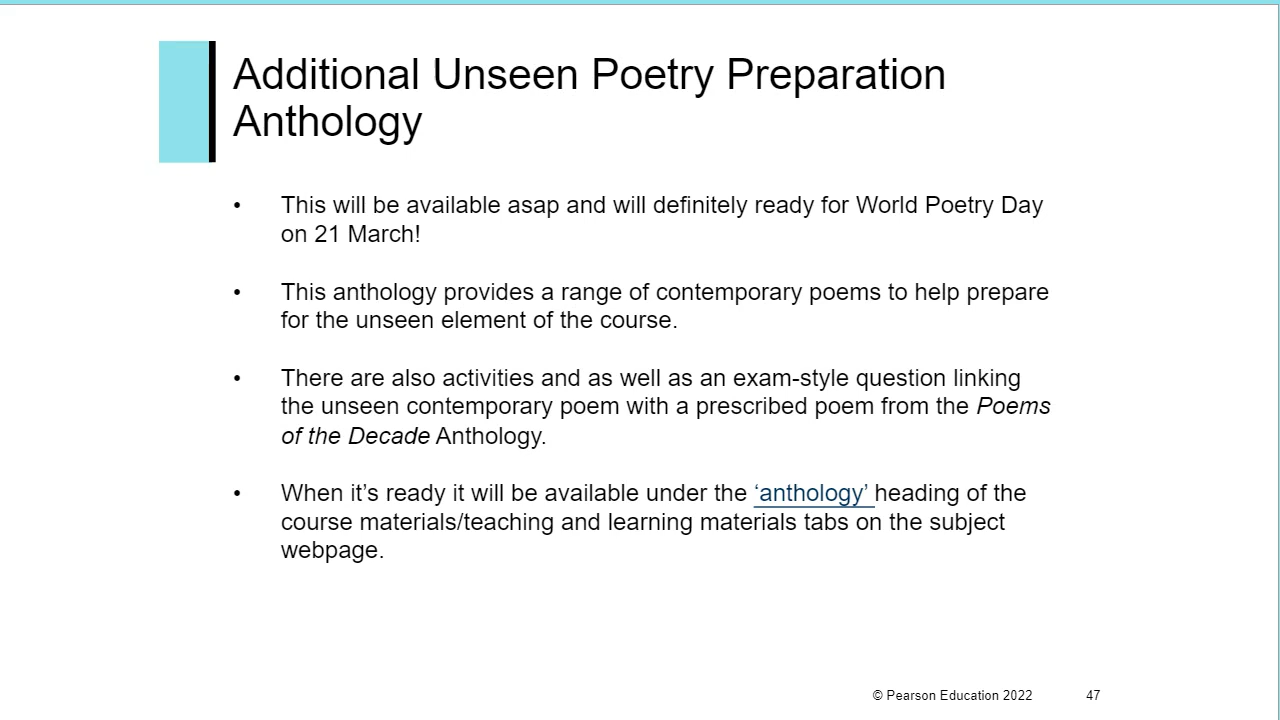 Additional Unseen Poetry Preparation
Anthology
• This will be available asap and will definitely ready for World Poetry Day
on 21 March!
• This anthology provides a range of contemporary poems to help prepare
for the unseen element of the course.
• There are also activities and as well as an exam-style question linking
the unseen contemporary poem with a prescribed poem from the Poems
of the Decade Anthology.
• When it’s ready it will be available under the ‘anthology’ heading of the
course materials/teaching and learning materials tabs on the subject
webpage.
© Pearson Education 2022 47